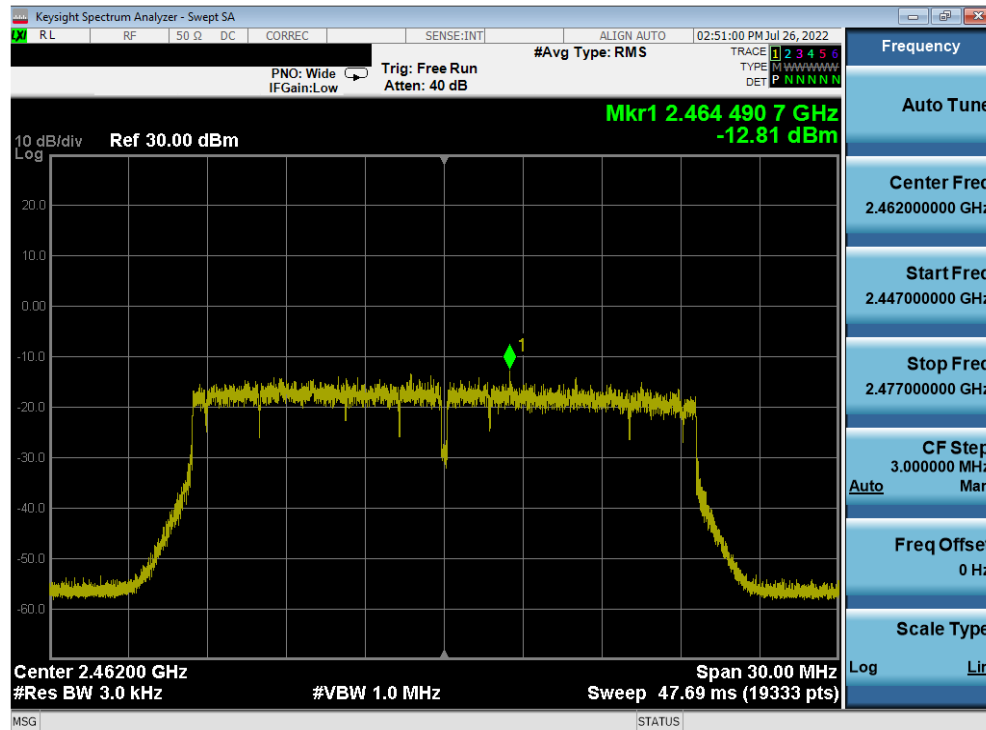 Keysight Spectrum Analyzer - Swept SA
LXI RL RF 50 Ω DC CORREC SENSE:INT ALIGN AUTO 02:51:00 PM Jul 26, 2022
Frequency
#Avg Type: RMS
TRACE 1 2 3 4 5 6
PNO: Wide Trig: Free Run
TYPE M W W W W W
IFGain:Low Atten: 40 dB
DET P N N N N N
Auto Tune
Mkr1 2.464 490 7 GHz
-12.81 dBm
10 dB/div Ref 30.00 dBm
Log
20.0
10.0
0.00
-10.0
-20.0
-30.0
-40.0
-50.0
-60.0
1
Center Freq
2.462000000 GHz
Start Freq
2.447000000 GHz
Stop Freq
2.477000000 GHz
CF Step
3.000000 MHz
Auto Man
Freq Offset
0 Hz
Scale Type
Log Lin
Center 2.46200 GHz Span 30.00 MHz
#Res BW 3.0 kHz #VBW 1.0 MHz Sweep 47.69 ms (19333 pts)
MSG STATUS